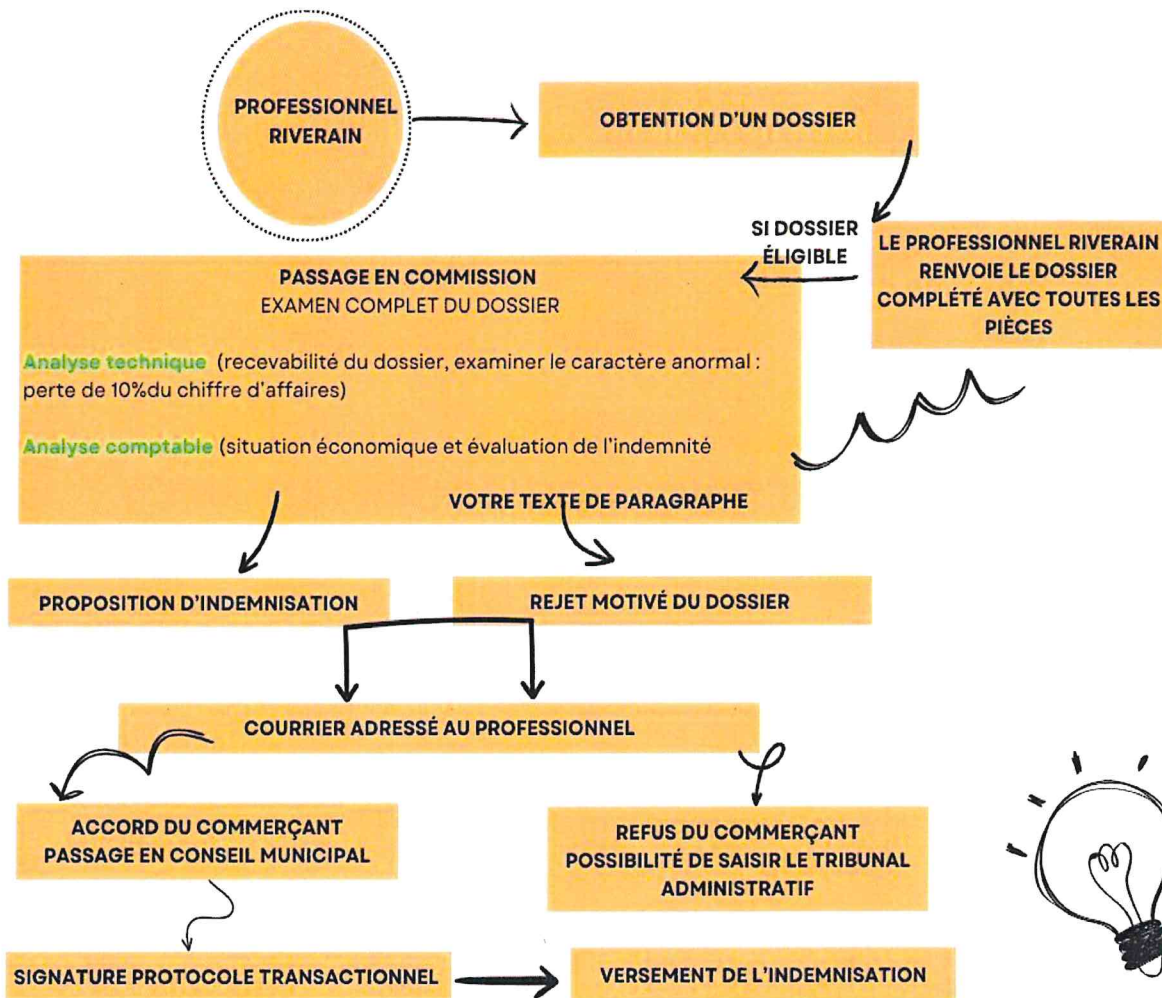 PROFESSIONNEL
RIVERAIN
OBTENTION D'UN DOSSIER
SI DOSSIER
ÉLIGIBLE
LE PROFESSIONNEL RIVERAIN
RENVOIE LE DOSSIER
COMPLÉTÉ AVEC TOUTES LES
PIÈCES
PASSAGE EN COMMISSION
EXAMEN COMPLET DU DOSSIER
Analyse technique (recevabilité du dossier, examiner le caractère anormal :
perte de 10%du chiffre d'affaires)
Analyse comptable (situation économique et évaluation de l'indemnité
VOTRE TEXTE DE PARAGRAPHE
PROPOSITION D'INDEMNISATION
REJET MOTIVÉ DU DOSSIER
COURRIER ADRESSÉ AU PROFESSIONNEL
ACCORD DU COMMERÇANT
PASSAGE EN CONSEIL MUNICIPAL
REFUS DU COMMERÇANT
POSSIBILITÉ DE SAISIR LE TRIBUNAL
ADMINISTRATIF
SIGNATURE PROTOCOLE TRANSACTIONNEL
VERSEMENT DE L'INDEMNISATION